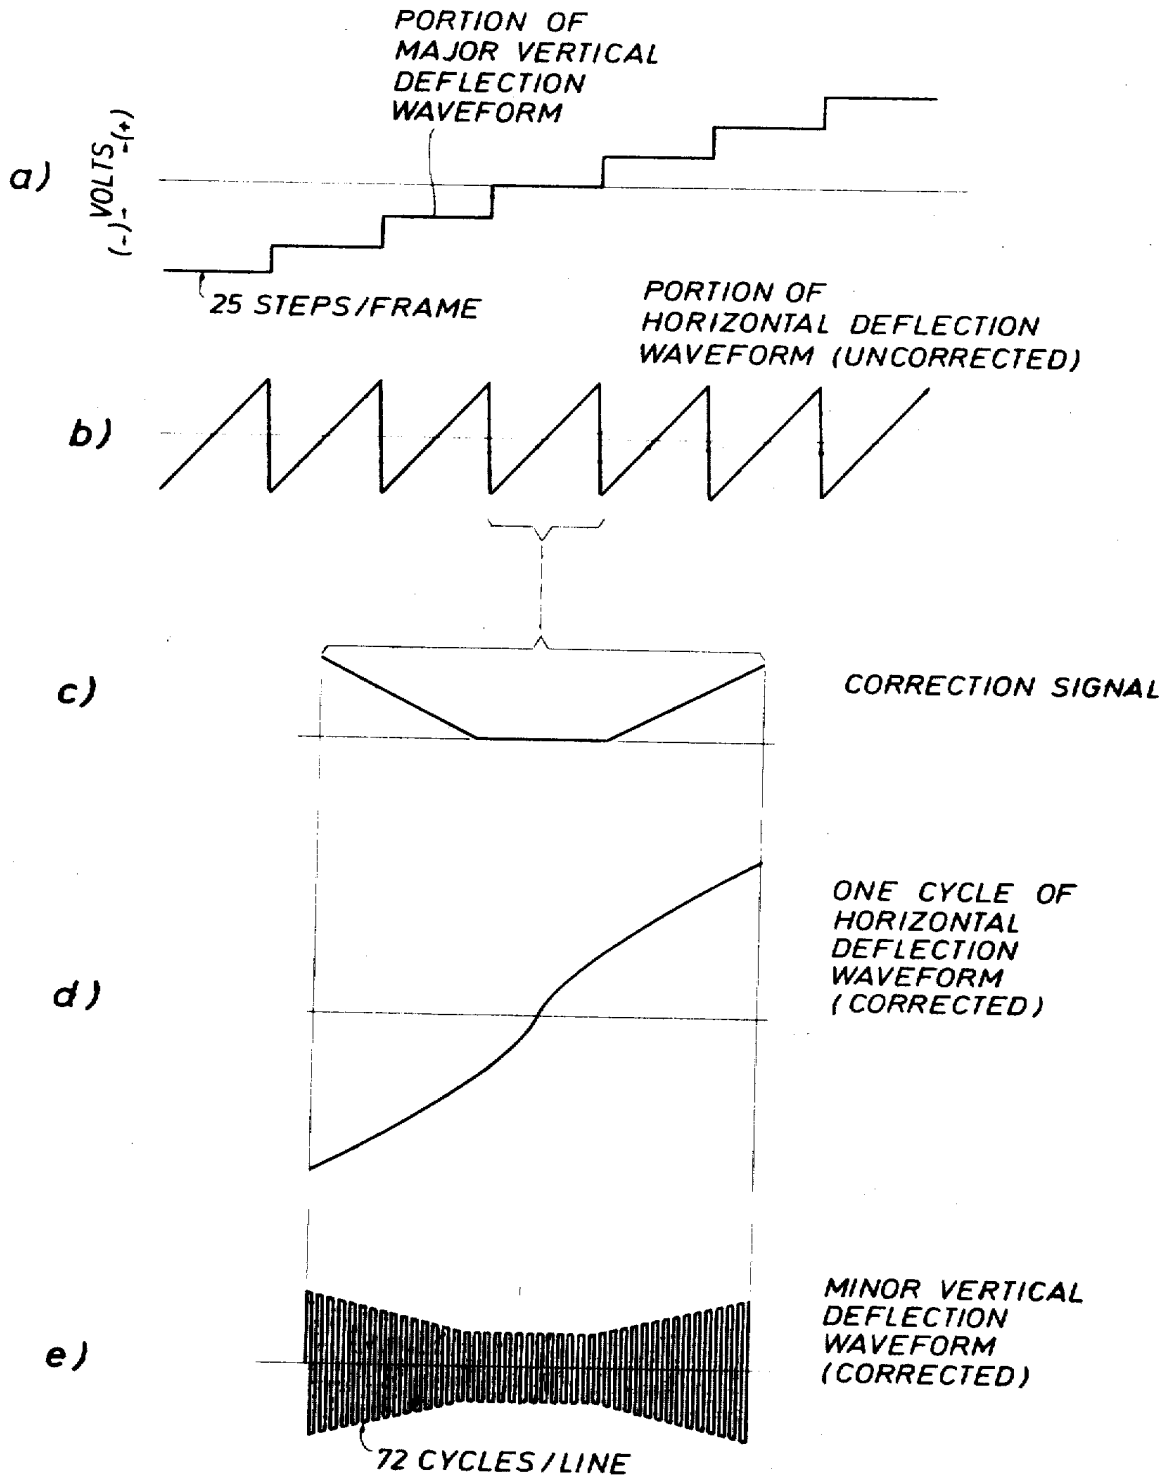 PORTION OF
MAJOR VERTICAL
DEFLECTION
WAVEFORM
a)
(-)- VOLTS -(+)
25 STEPS/FRAME
PORTION OF
HORIZONTAL DEFLECTION
WAVEFORM (UNCORRECTED)
b)
c)
CORRECTION SIGNAL
d)
ONE CYCLE OF
HORIZONTAL
DEFLECTION
WAVEFORM
(CORRECTED)
e)
MINOR VERTICAL
DEFLECTION
WAVEFORM
(CORRECTED)
72 CYCLES/LINE